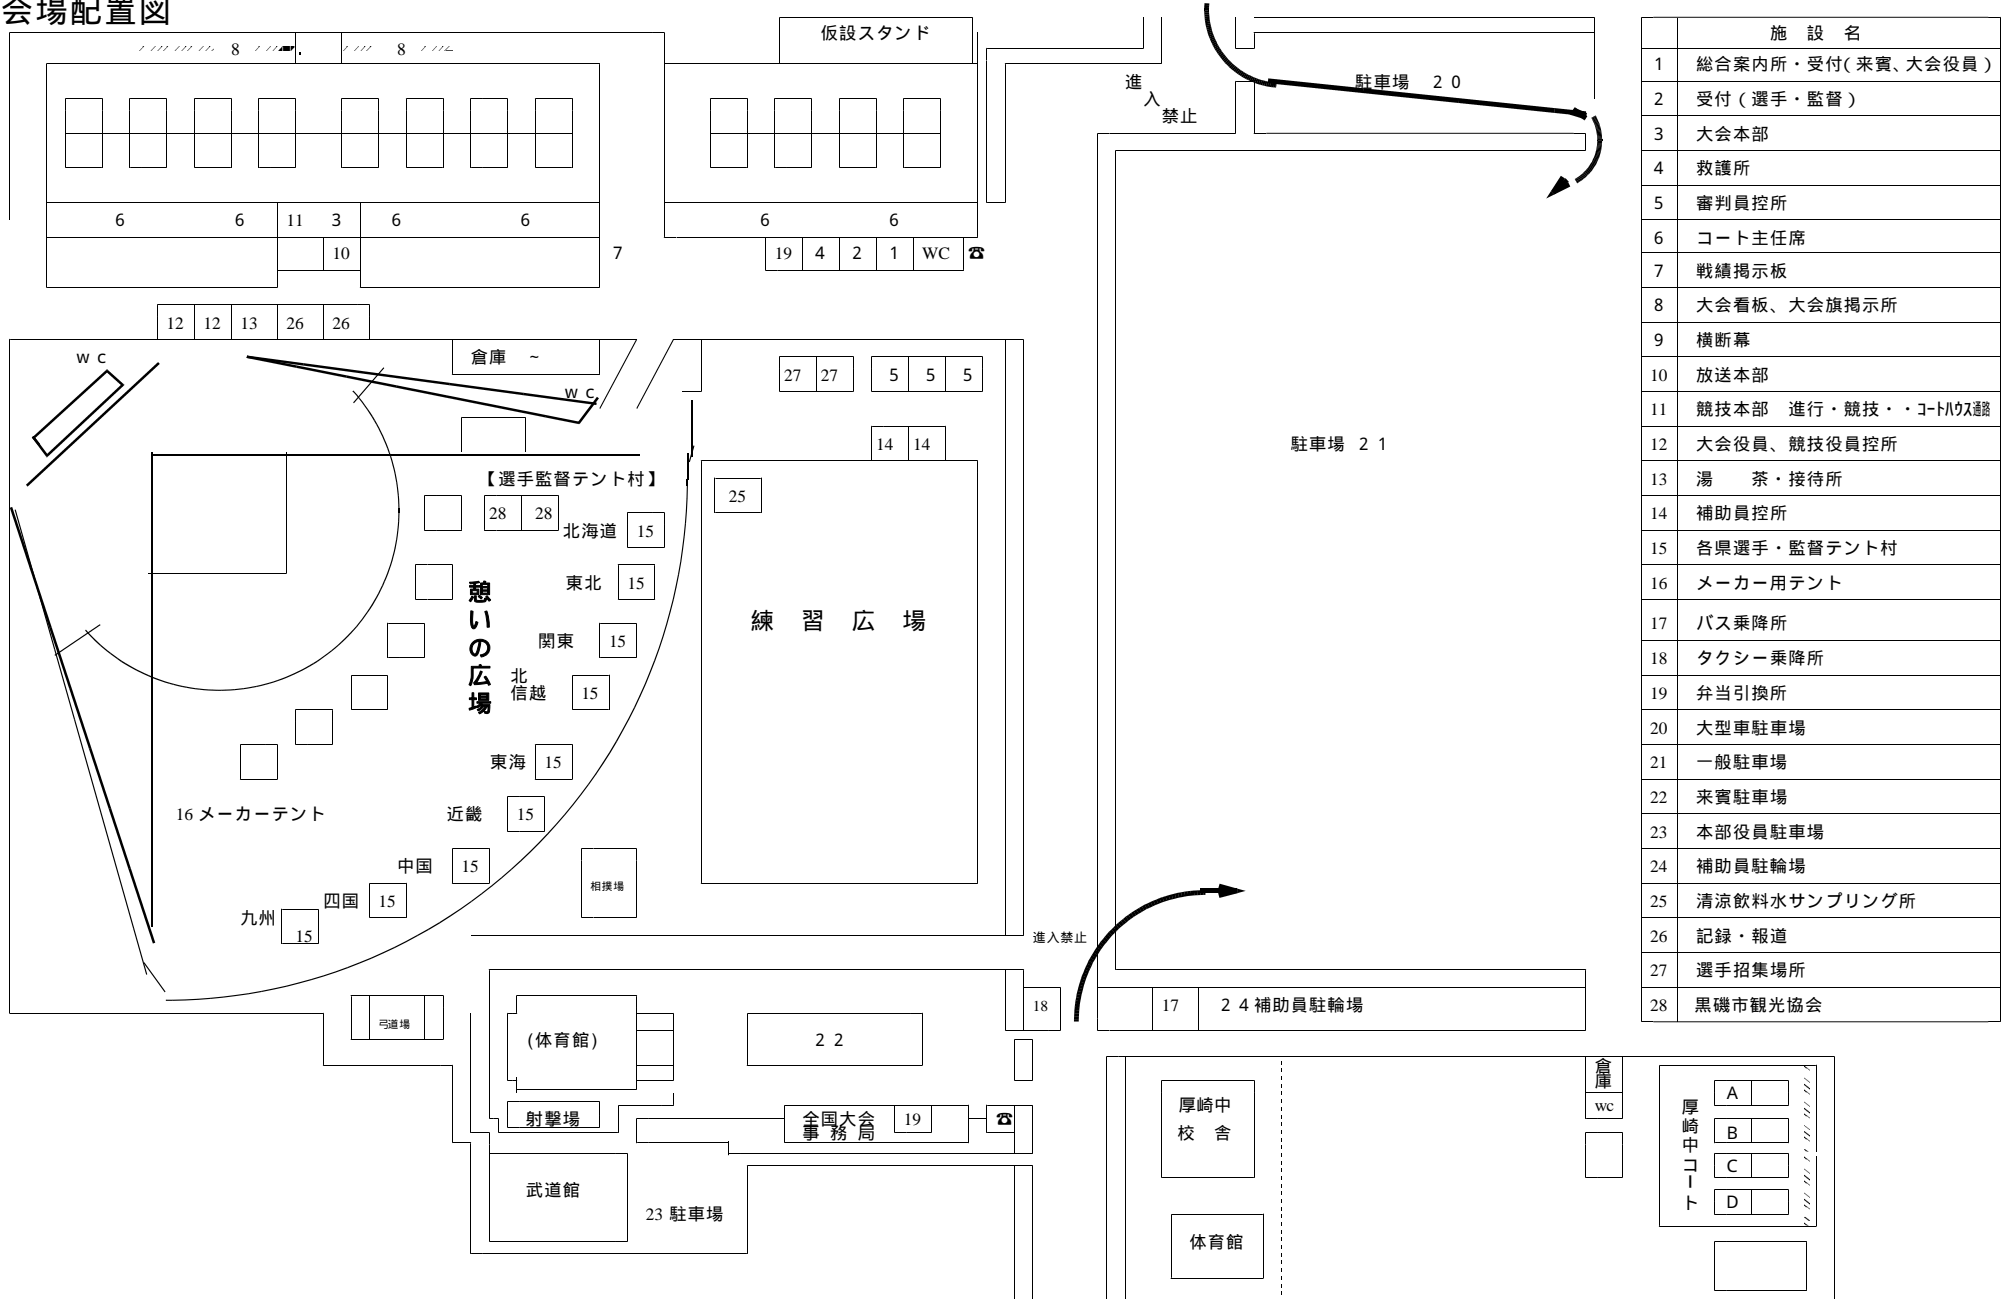 会場配置図
8
8
仮設スタンド
進
入
禁止
駐車場 20
6
6
11
3
6
6
6
6
10
7
19
4
2
1
WC
☎
12
12
13
26
26
wc
倉庫 ~
wc
27
27
5
5
5
14
14
駐車場 21
【選手監督テント村】
25
28
28
北海道
15
東北
15
憩いの広場
関東
15
北
信越
15
練習広場
東海
15
16 メーカーテント
近畿
15
中国
15
相撲場
四国
15
九州
15
進入禁止
弓道場
(体育館)
22
18
17
24補助員駐輪場
射撃場
全国大会
事務局
19
☎
武道館
23 駐車場
厚崎中
校舎
体育館
倉庫
wc
厚崎中コート
A
B
C
D
施設名
1 総合案内所・受付(来賓、大会役員)
2 受付(選手・監督)
3 大会本部
4 救護所
5 審判員控所
6 コート主任席
7 戦績掲示板
8 大会看板、大会旗掲示所
9 横断幕
10 放送本部
11 競技本部 進行・競技・・コートハウス通路
12 大会役員、競技役員控所
13 湯 茶・接待所
14 補助員控所
15 各県選手・監督テント村
16 メーカー用テント
17 バス乗降所
18 タクシー乗降所
19 弁当引換所
20 大型車駐車場
21 一般駐車場
22 来賓駐車場
23 本部役員駐車場
24 補助員駐輪場
25 清涼飲料水サンプリング所
26 記録・報道
27 選手招集場所
28 黒磯市観光協会